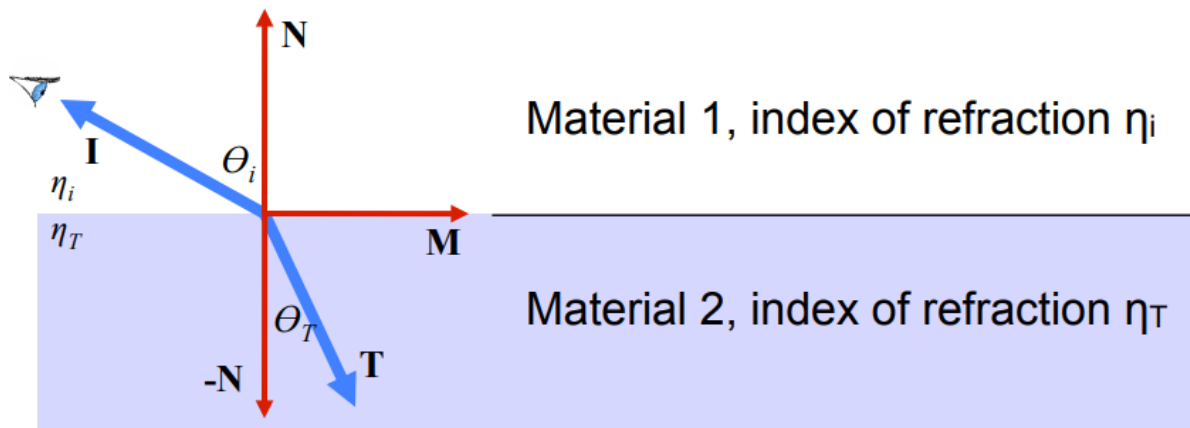 N
Material 1, index of refraction ηi
I
Θi
ηi
ηT
M
Material 2, index of refraction ηT
ΘT
-N
T